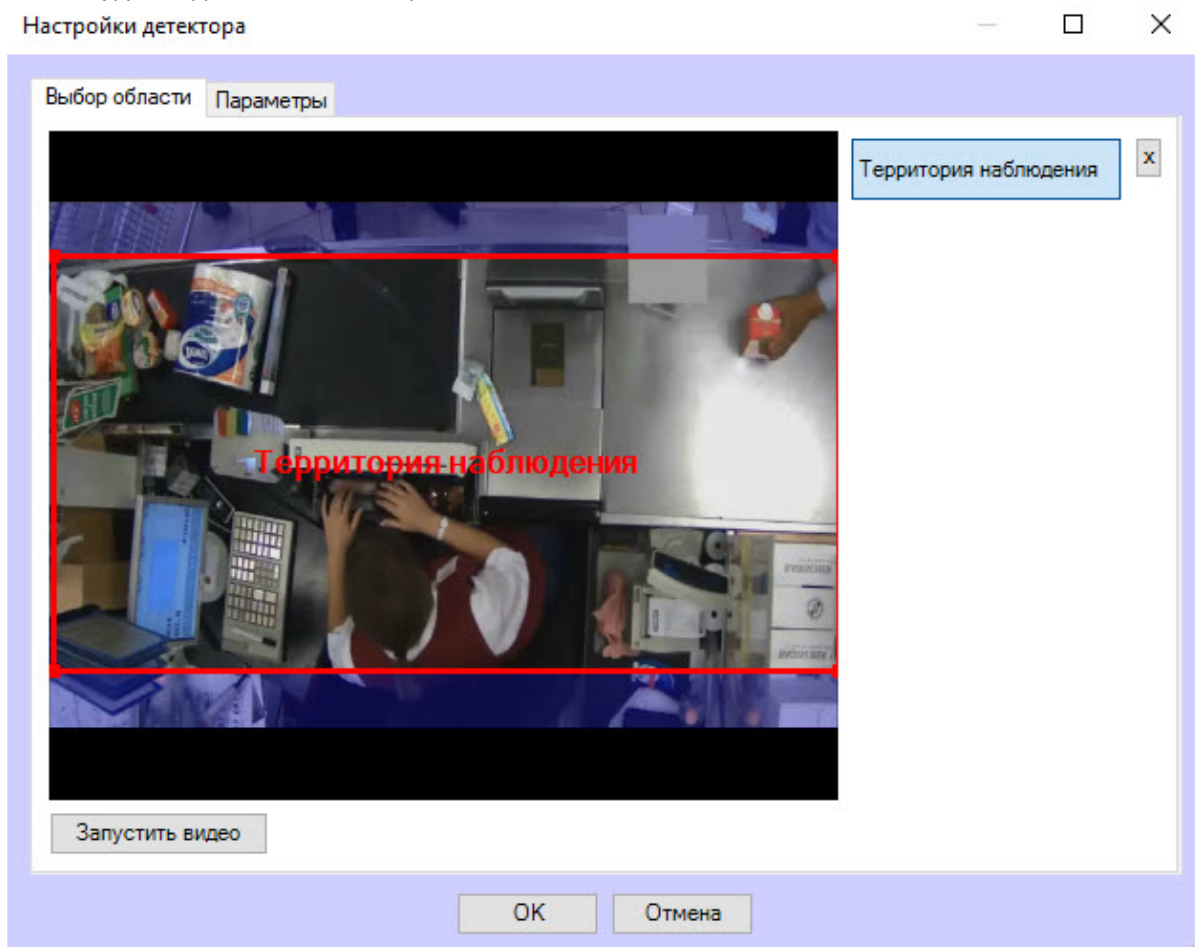 Настройки детектора
Выбор области
Параметры
Территория наблюдения
x
Территория наблюдения
Запустить видео
OK
Отмена